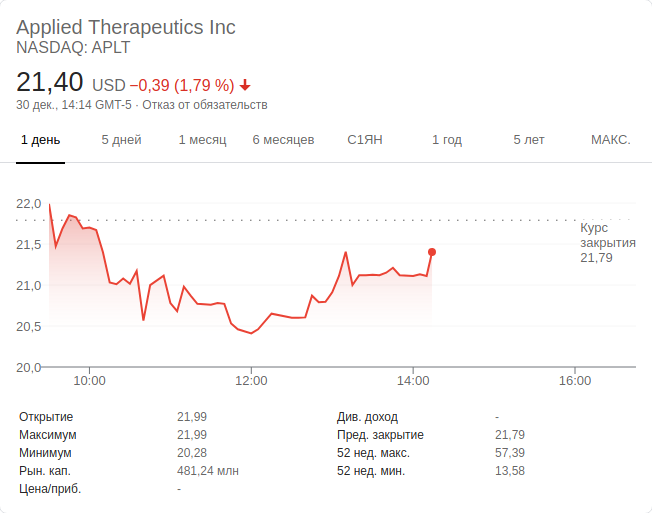 Applied Therapeutics Inc
NASDAQ: APLT
21,40 USD −0,39 (1,79 %)
30 дек., 14:14 GMT-5 · Отказ от обязательств
1 день 5 дней 1 месяц 6 месяцев С1ЯН 1 год 5 лет МАКС.
22,0
21,5
21,0
20,5
20,0
Курс
закрытия
21,79
10:00 12:00 14:00 16:00
Открытие 21,99 Див. доход -
Максимум 21,99 Пред. закрытие 21,79
Минимум 20,28 52 нед. макс. 57,39
Рын. кап. 481,24 млн 52 нед. мин. 13,58
Цена/приб. -